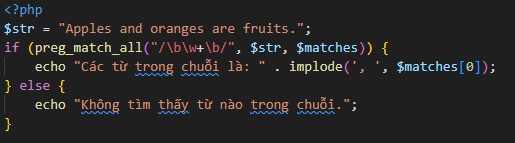 <?php
$str = "Apples and oranges are fruits.";
if (preg_match_all("/\b\w+\b/", $str, $matches)) {
    echo "Các từ trong chuỗi là: " . implode(', ', $matches[0]);
} else {
    echo "Không tìm thấy từ nào trong chuỗi.";
}